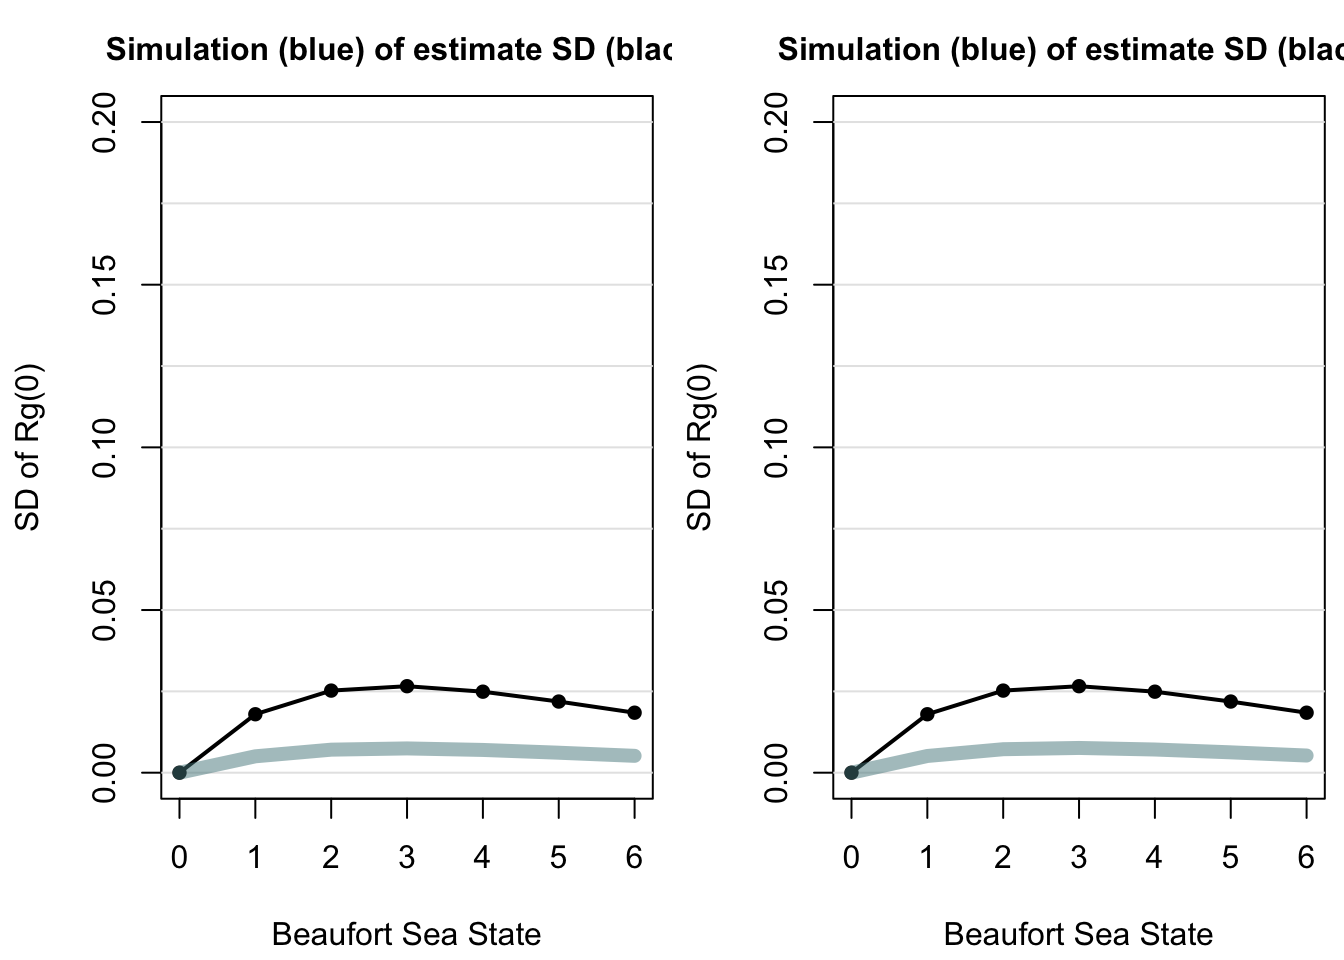 Simulation (blue) of estimate SD (blac
SD of Rg(0)
0.20
0.15
0.10
0.05
0.00
0 1 2 3 4 5 6
Beaufort Sea State
Simulation (blue) of estimate SD (blac
SD of Rg(0)
0.20
0.15
0.10
0.05
0.00
0 1 2 3 4 5 6
Beaufort Sea State